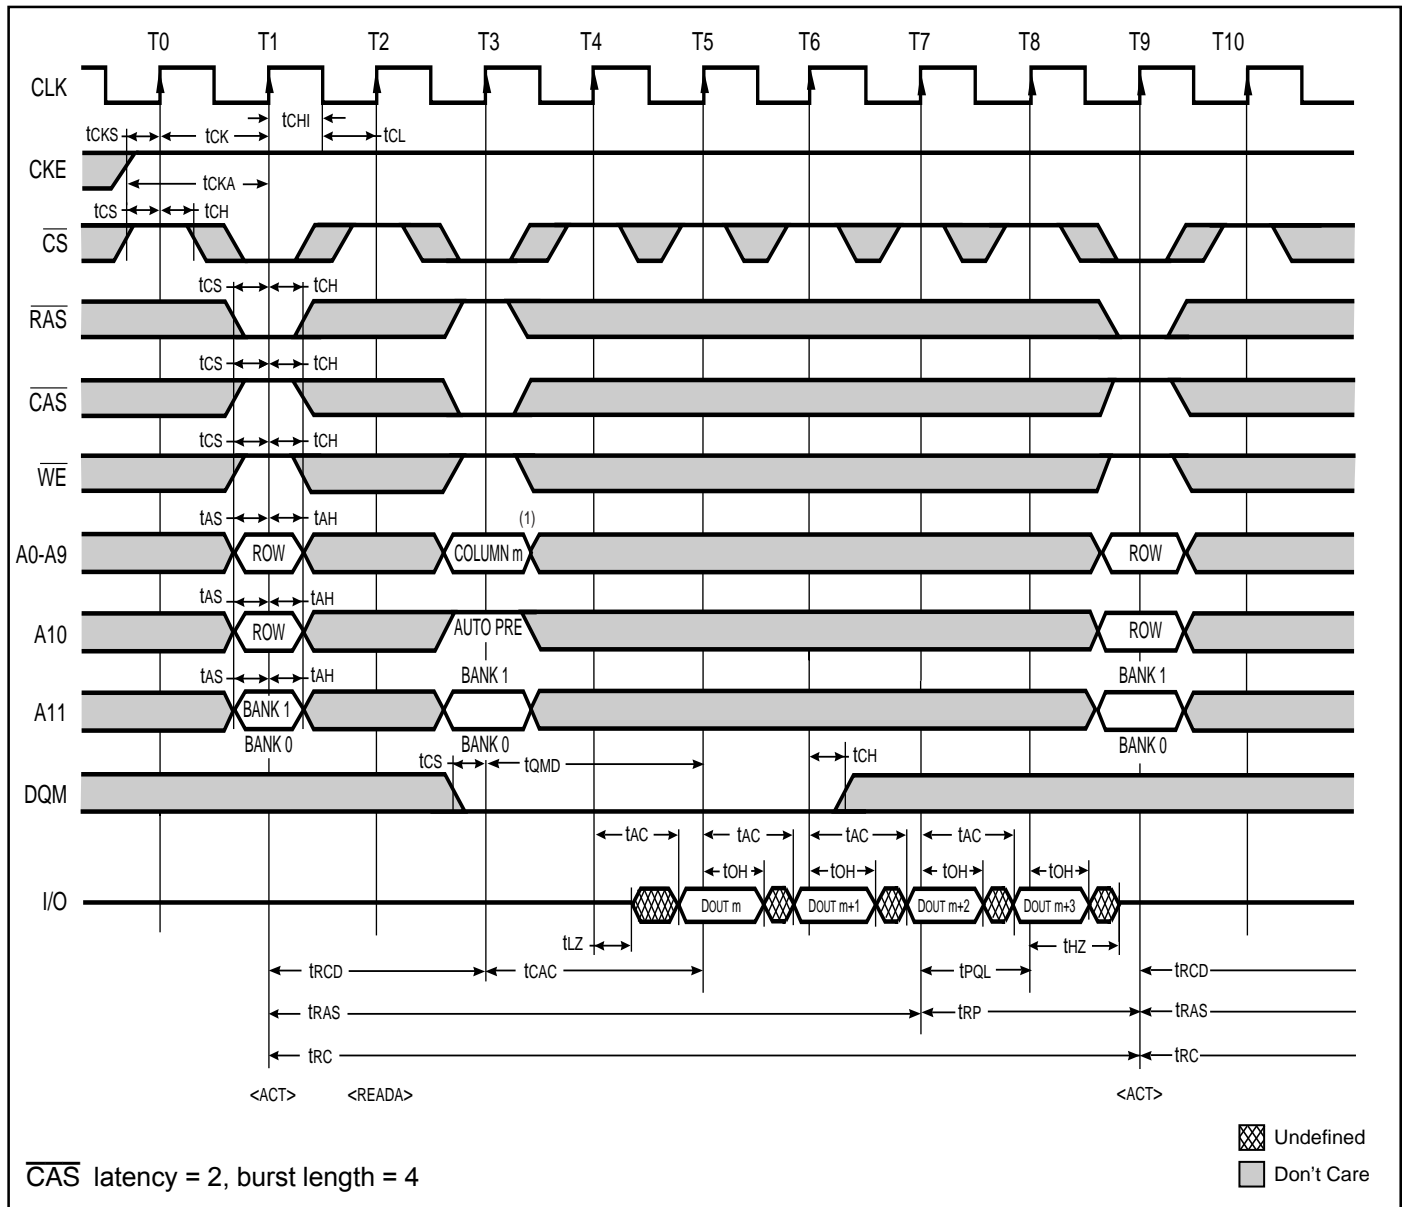 T0 T1 T2 T3 T4 T5 T6 T7 T8 T9 T10
CLK
tCHI
tCKS tCK tCL
CKE
tCKA
tCS tCH
CS
tCS tCH
RAS
tCS tCH
CAS
tCS tCH
WE
tAS tAH (1)
A0-A9 ROW COLUMN m ROW
tAS tAH
A10 ROW AUTO PRE ROW
tAS tAH BANK 1 BANK 1
A11 BANK 1
BANK 0 BANK 0 BANK 0
tCS tQMD tCH
DQM
tAC tAC tAC tAC
tOH tOH tOH tOH
I/O DOUT m DOUT m+1 DOUT m+2 DOUT m+3
tLZ tHZ
tRCD tCAC tPQL tRCD
tRAS tRP tRAS
tRC tRC
<ACT> <READA> <ACT>
Undefined
Don't Care
CAS latency = 2, burst length = 4